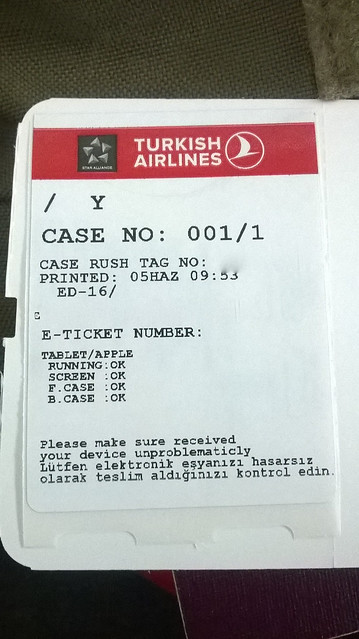 STAR ALLIANCE
TURKISH
AIRLINES
/ Y
CASE NO: 001/1
CASE RUSH TAG NO:
PRINTED: 05HAZ 09:53
ED-16/
E-TICKET NUMBER:
TABLET/APPLE
RUNNING:OK
SCREEN :OK
F.CASE :OK
B.CASE :OK
Please make sure received
your device unproblematicly
Lütfen elektronik eşyanızı hasarsız
olarak teslim aldığınızı kontrol edin.